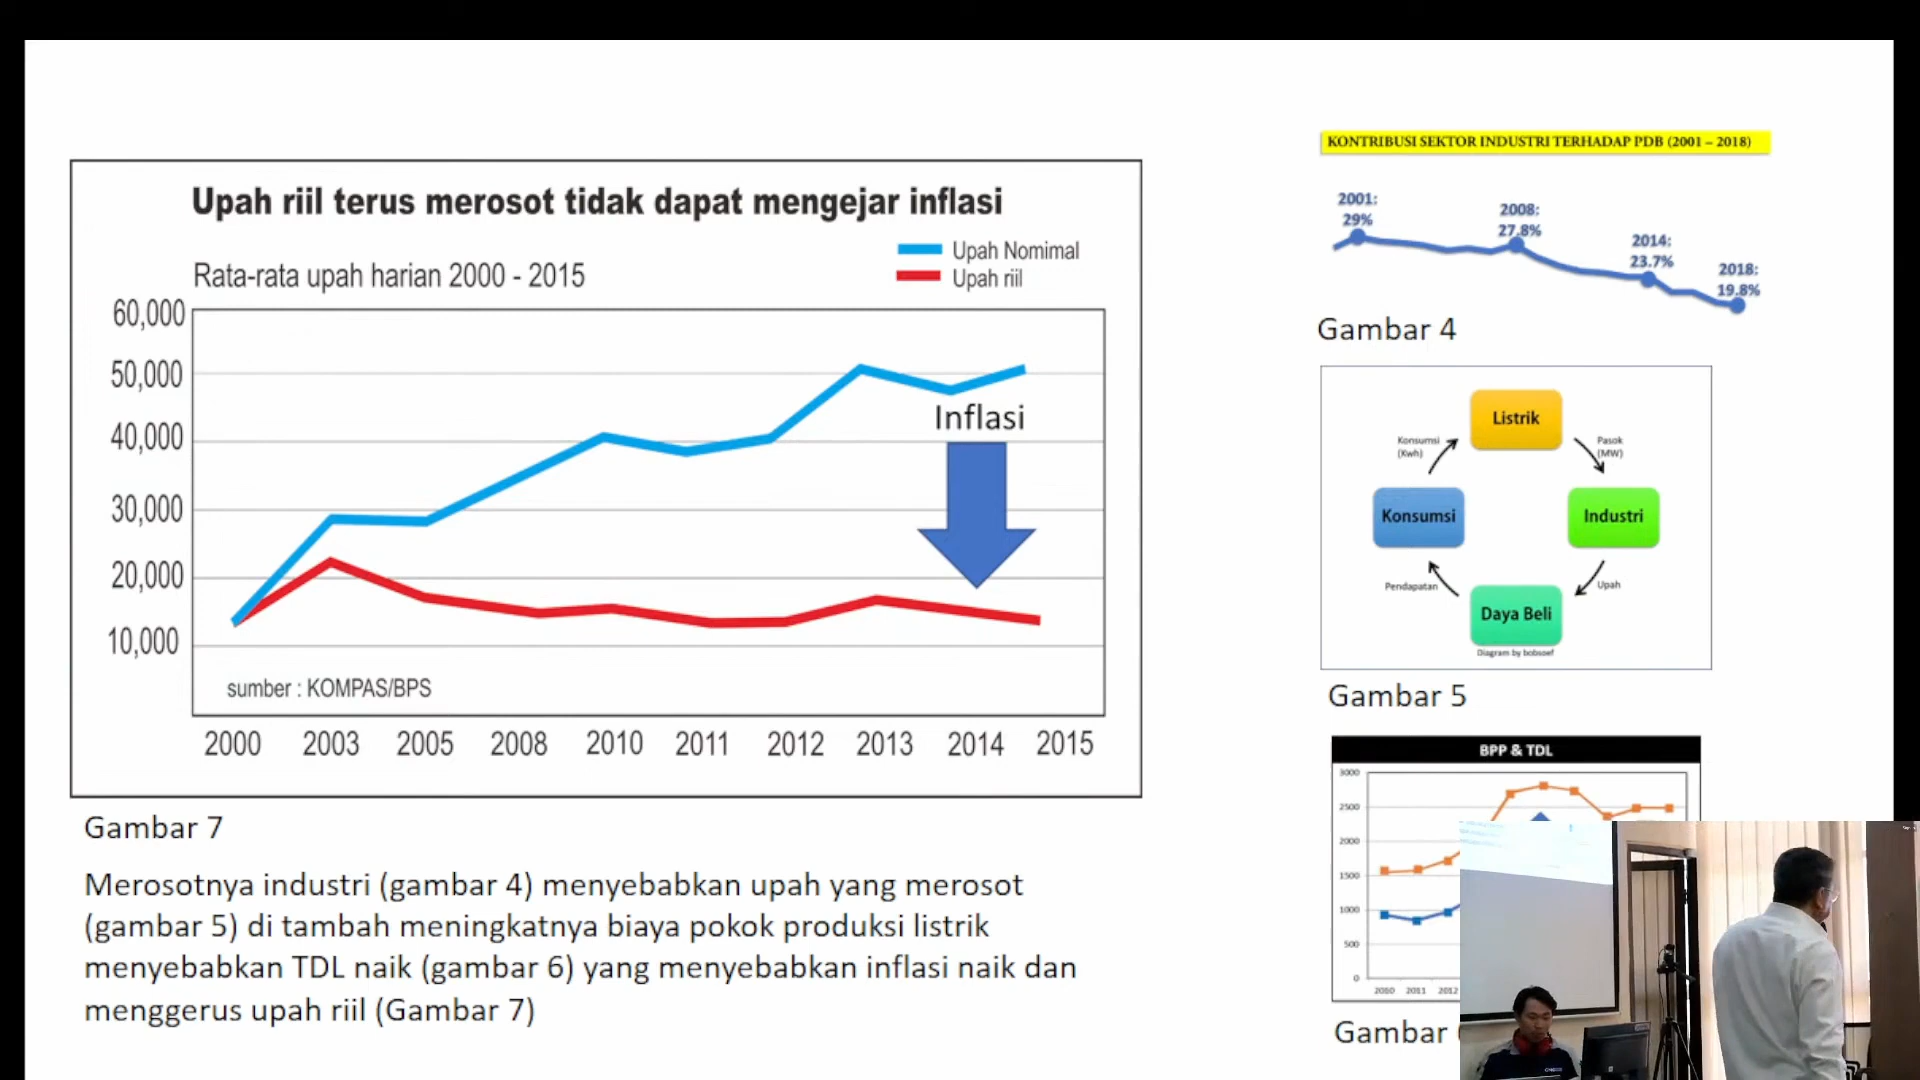 Upah riil terus merosot tidak dapat mengejar inflasi
Rata-rata upah harian 2000 - 2015
Upah Nomimal
Upah riil
60,000
50,000
40,000
30,000
20,000
10,000
Inflasi
sumber : KOMPAS/BPS
2000 2003 2005 2008 2010 2011 2012 2013 2014 2015
Gambar 7
Merosotnya industri (gambar 4) menyebabkan upah yang merosot
(gambar 5) di tambah meningkatnya biaya pokok produksi listrik
menyebabkan TDL naik (gambar 6) yang menyebabkan inflasi naik dan
menggerus upah riil (Gambar 7)
KONTRIBUSI SEKTOR INDUSTRI TERHADAP PDB (2001 – 2018)
2001:
29%
2008:
27.8%
2014:
23.7%
2018:
19.8%
Gambar 4
Listrik
Konsumsi
(Kwh)
Pasok
(MW)
Konsumsi
Industri
Pendapatan
Upah
Daya Beli
Diagram by bobsoef
Gambar 5
BPP & TDL
3000
2500
2000
1500
1000
500
0
2010 2011 2012
Gambar